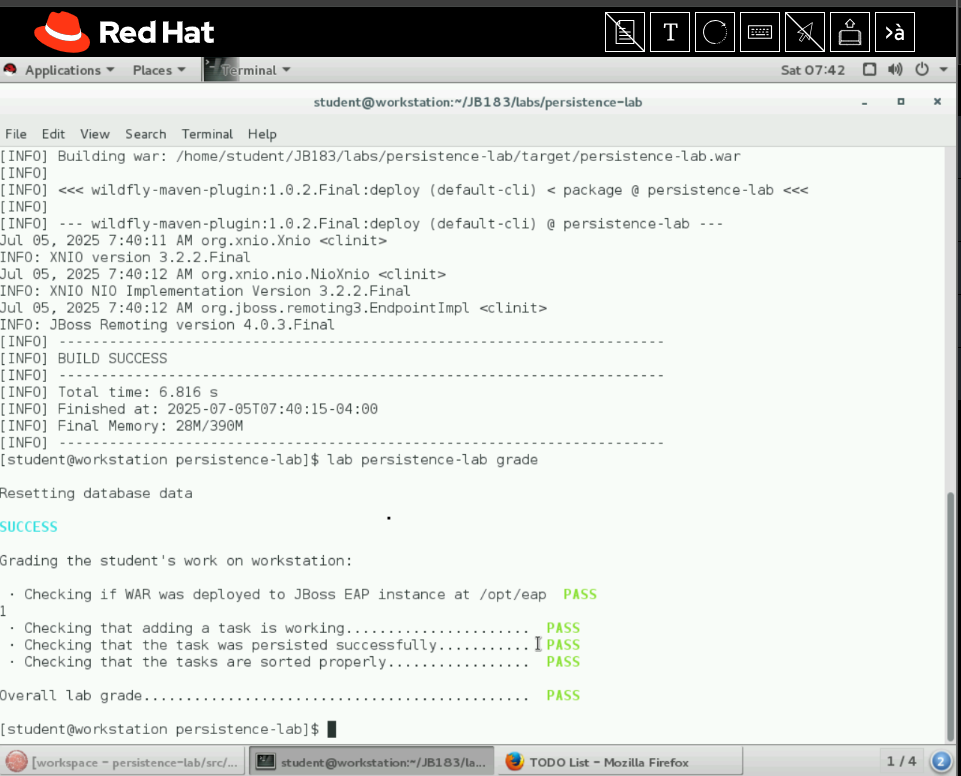 Red Hat
T
>à
Applications Places Terminal Sat 07:42
student@workstation:~/JB183/labs/persistence-lab
File Edit View Search Terminal Help
[INFO] Building war: /home/student/JB183/labs/persistence-lab/target/persistence-lab.war
[INFO]
[INFO] <<< wildfly-maven-plugin:1.0.2.Final:deploy (default-cli) < package @ persistence-lab <<<
[INFO]
[INFO] --- wildfly-maven-plugin:1.0.2.Final:deploy (default-cli) @ persistence-lab ---
Jul 05, 2025 7:40:11 AM org.xnio.Xnio <clinit>
INFO: XNIO version 3.2.2.Final
Jul 05, 2025 7:40:12 AM org.xnio.nio.NioXnio <clinit>
INFO: XNIO NIO Implementation Version 3.2.2.Final
Jul 05, 2025 7:40:12 AM org.jboss.remoting3.EndpointImpl <clinit>
INFO: JBoss Remoting version 4.0.3.Final
[INFO] ------------------------------------------------------------------------
[INFO] BUILD SUCCESS
[INFO] ------------------------------------------------------------------------
[INFO] Total time: 6.816 s
[INFO] Finished at: 2025-07-05T07:40:15-04:00
[INFO] Final Memory: 28M/390M
[INFO] ------------------------------------------------------------------------
[student@workstation persistence-lab]$ lab persistence-lab grade
Resetting database data
SUCCESS
Grading the student's work on workstation:
· Checking if WAR was deployed to JBoss EAP instance at /opt/eap PASS
1
· Checking that adding a task is working...................... PASS
· Checking that the task was persisted successfully........... PASS
· Checking that the tasks are sorted properly................. PASS
Overall lab grade.............................................. PASS
[student@workstation persistence-lab]$
[workspace – persistence-lab/src/... student@workstation:~/JB183/la... TODO List – Mozilla Firefox 1 / 4 2